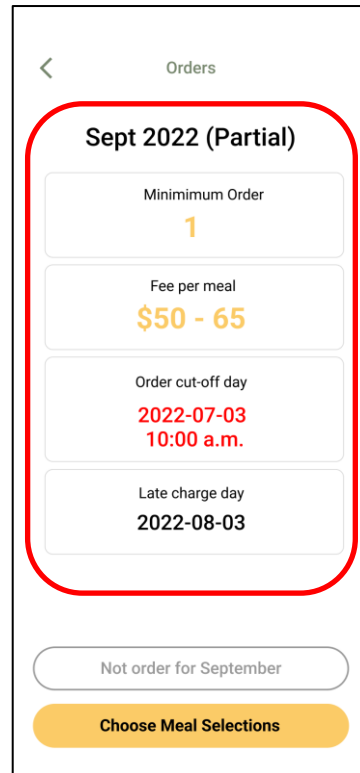 Orders
Sept 2022 (Partial)
Minimimum Order
1
Fee per meal
$50 - 65
Order cut-off day
2022-07-03
10:00 a.m.
Late charge day
2022-08-03
Not order for September
Choose Meal Selections